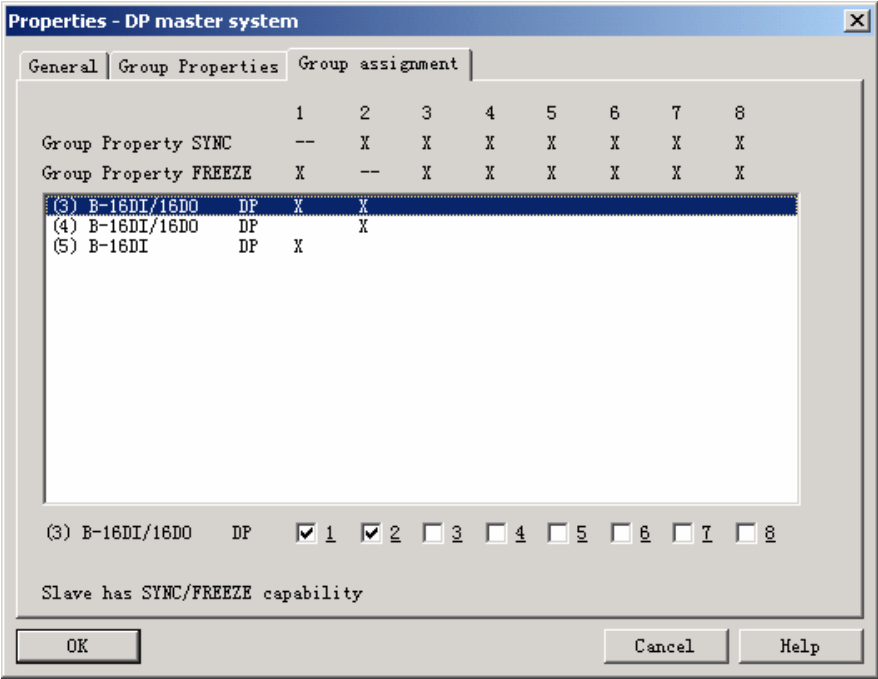 Properties - DP master system
General Group Properties Group assignment
1 2 3 4 5 6 7 8
Group Property SYNC -- X X X X X X X
Group Property FREEZE X -- X X X X X X
(3) B-16DI/16DO DP X X
(4) B-16DI/16DO DP X
(5) B-16DI DP X
(3) B-16DI/16DO DP 1 2 3 4 5 6 7 8
Slave has SYNC/FREEZE capability
OK Cancel Help